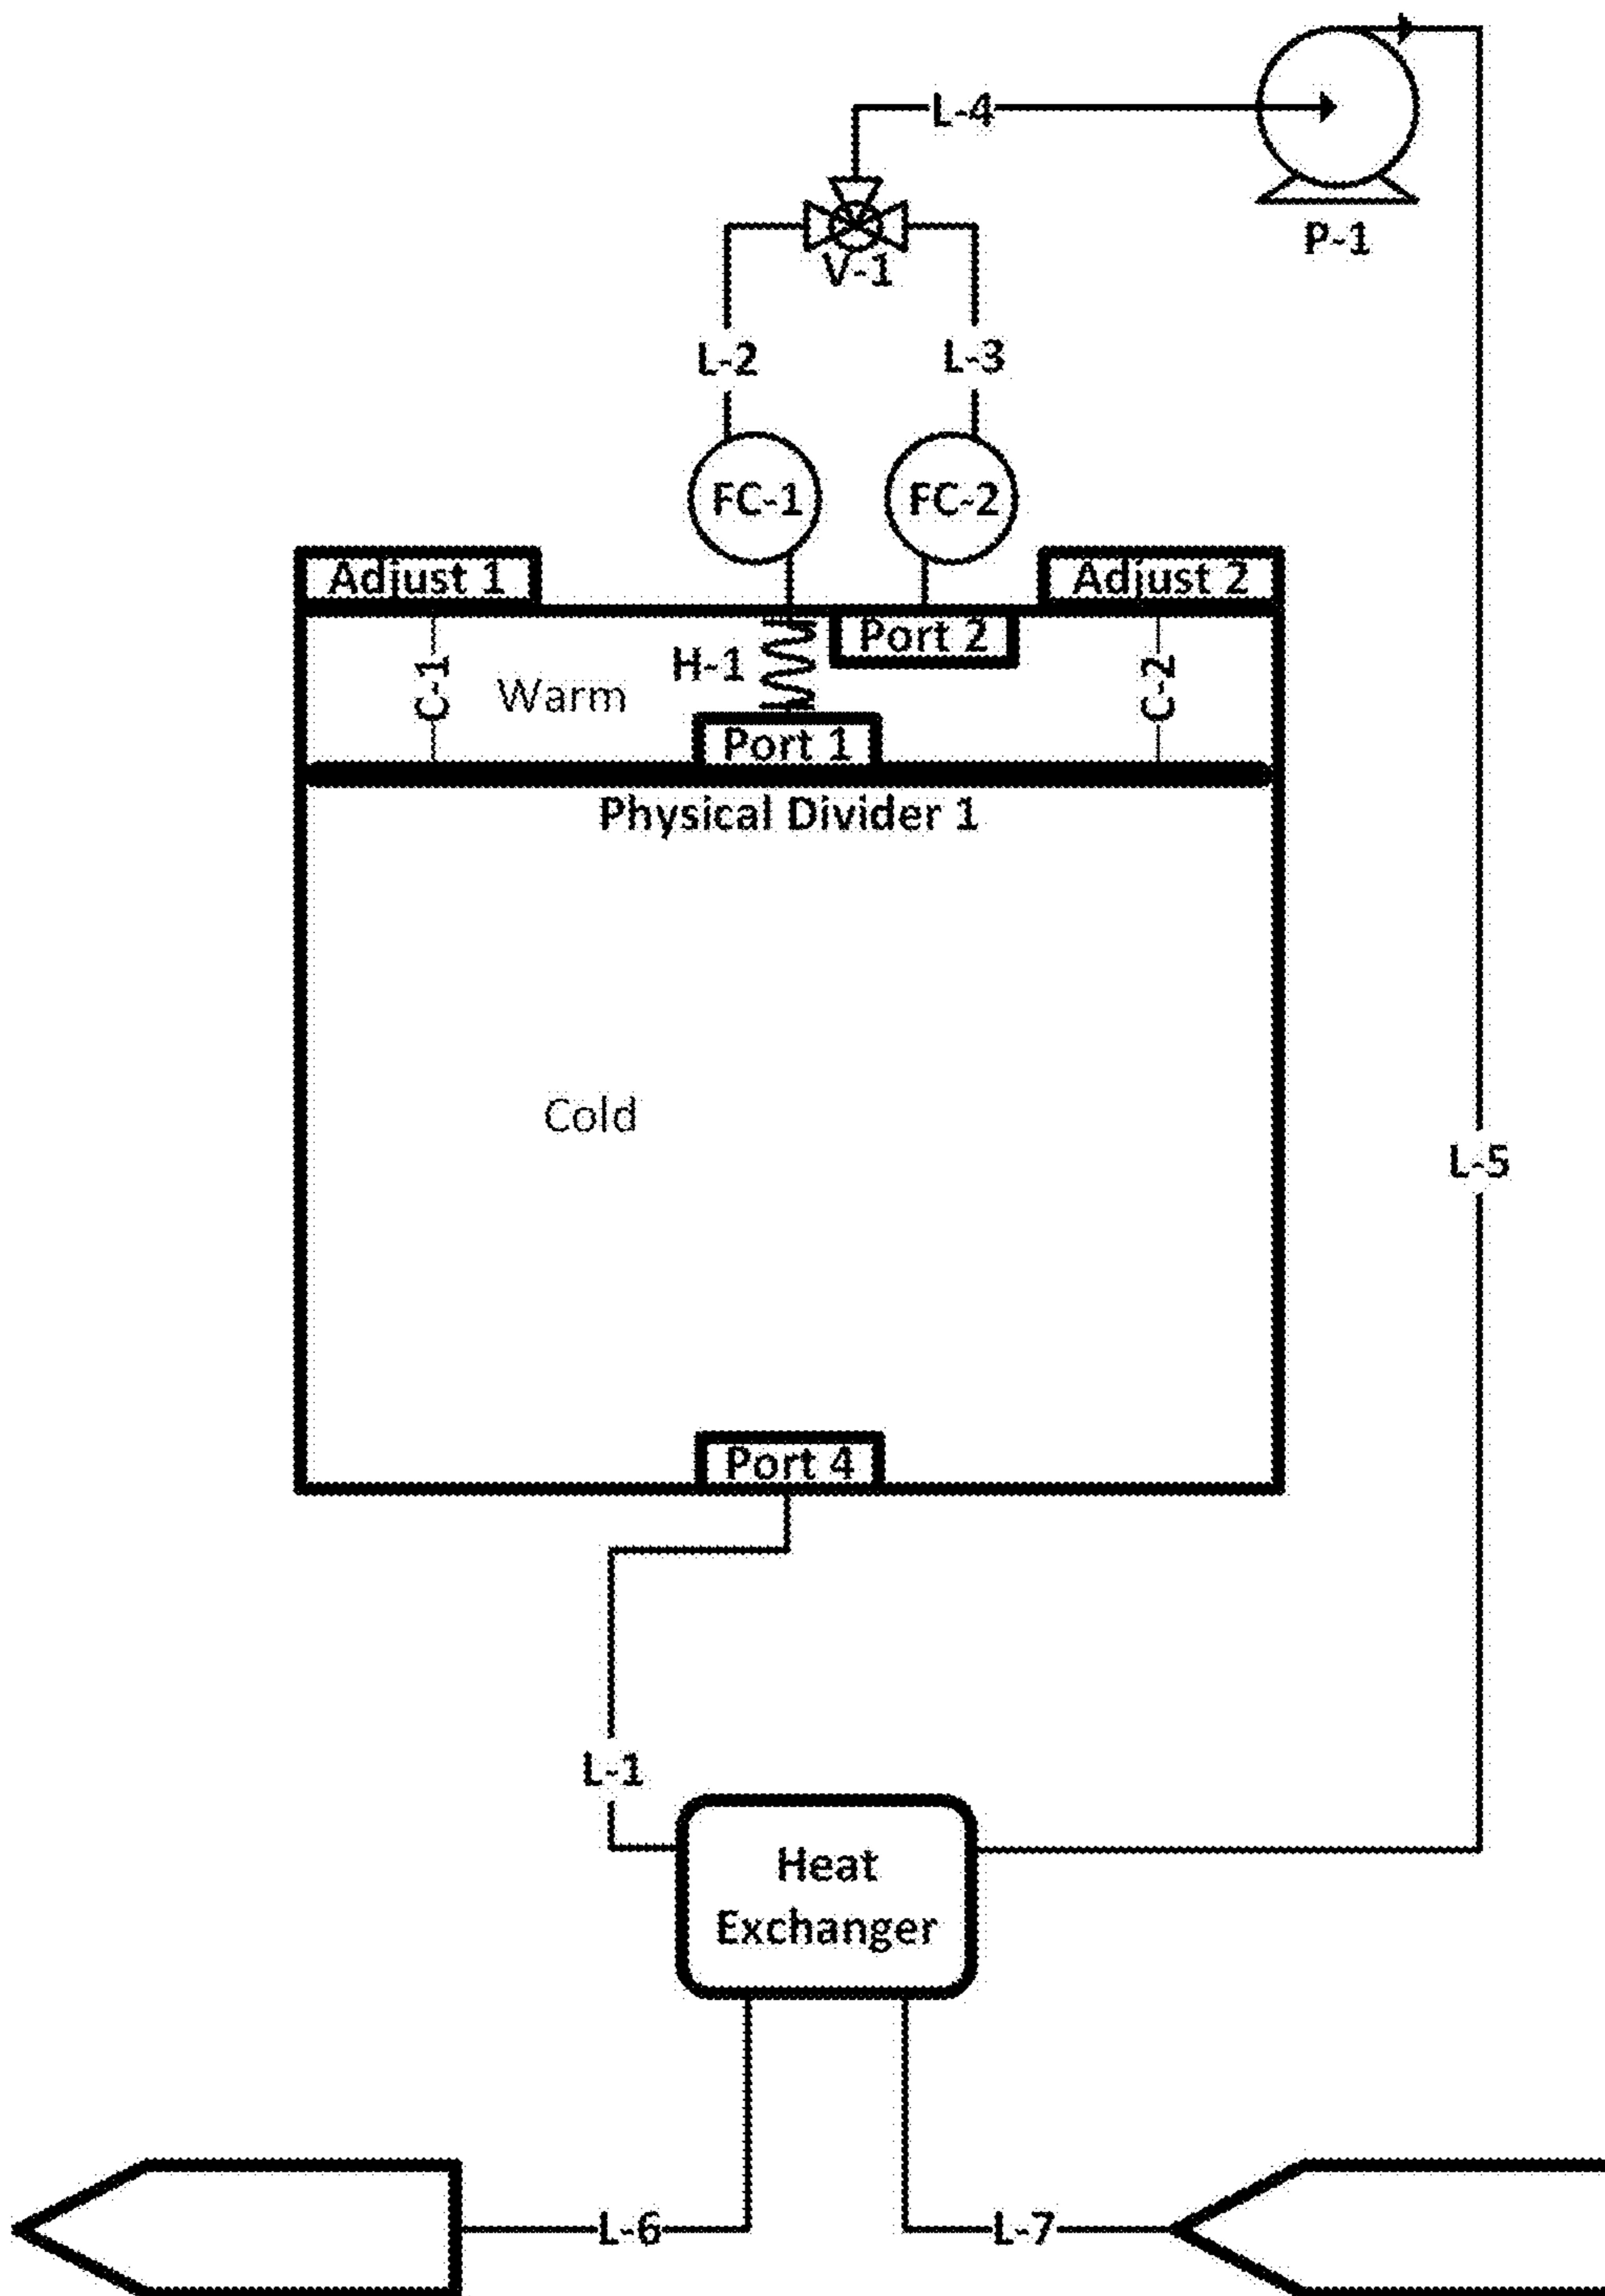 L-4
P-1
V-1
L-2
L-3
FC-1
FC-2
Adjust 1
Adjust 2
Port 2
H-1
C-1
Warm
C-2
Port 1
Physical Divider 1
Cold
L-5
Port 4
L-1
Heat
Exchanger
L-6
L-7